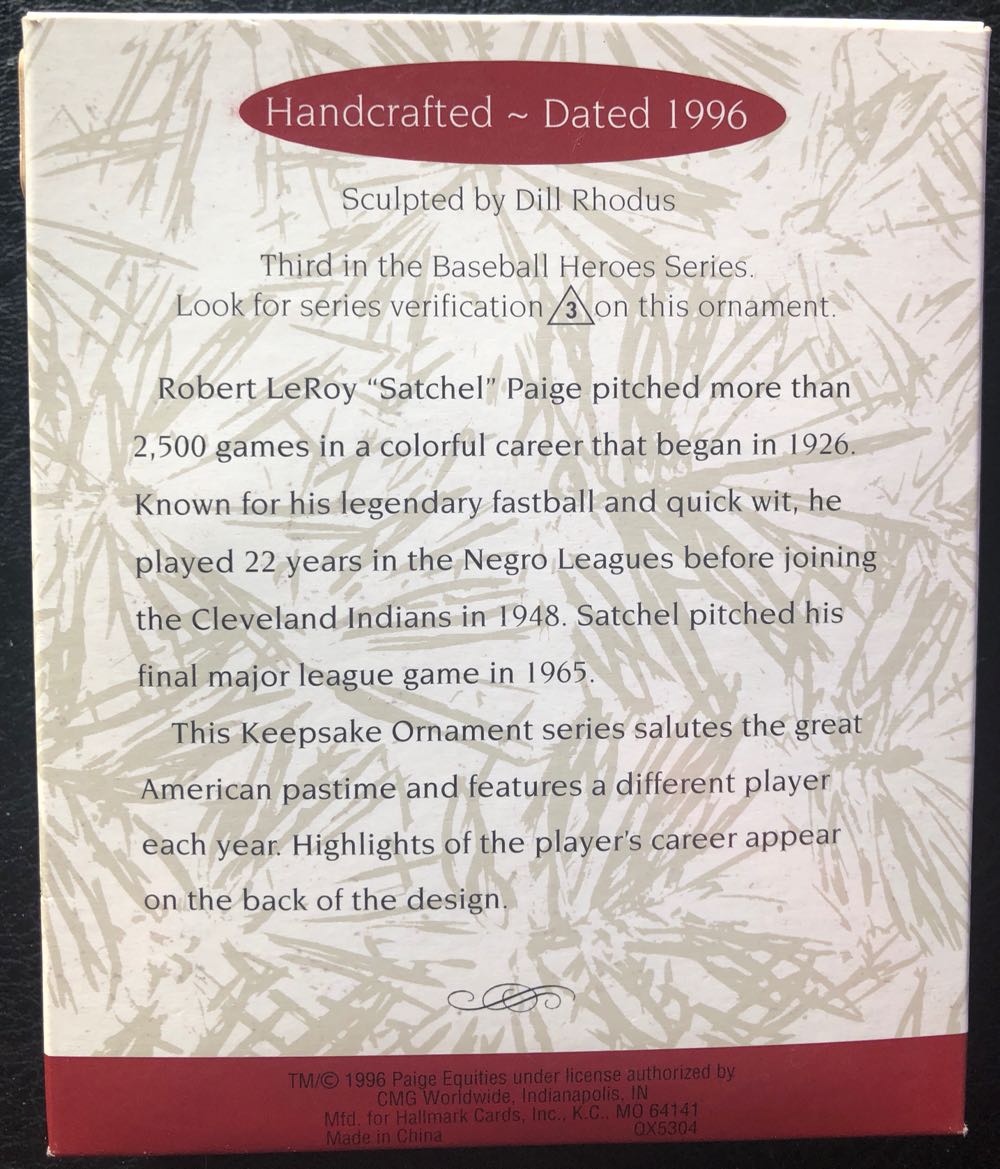 Handcrafted ~ Dated 1996
Sculpted by Dill Rhodus
Third in the Baseball Heroes Series.
Look for series verification 3 on this ornament.
Robert LeRoy “Satchel” Paige pitched more than
2,500 games in a colorful career that began in 1926.
Known for his legendary fastball and quick wit, he
played 22 years in the Negro Leagues before joining
the Cleveland Indians in 1948. Satchel pitched his
final major league game in 1965.
This Keepsake Ornament series salutes the great
American pastime and features a different player
each year. Highlights of the player's career appear
on the back of the design.
TM/© 1996 Paige Equities under license authorized by
CMG Worldwide, Indianapolis, IN
Mfd. for Hallmark Cards, Inc., K.C., MO 64141
Made in China QX5304